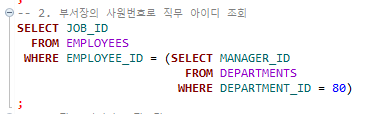 -- 2. 부서장의 사원번호로 직무 아이디 조회
SELECT JOB_ID
FROM EMPLOYEES
WHERE EMPLOYEE_ID = (SELECT MANAGER_ID
FROM DEPARTMENTS
WHERE DEPARTMENT_ID = 80)
;